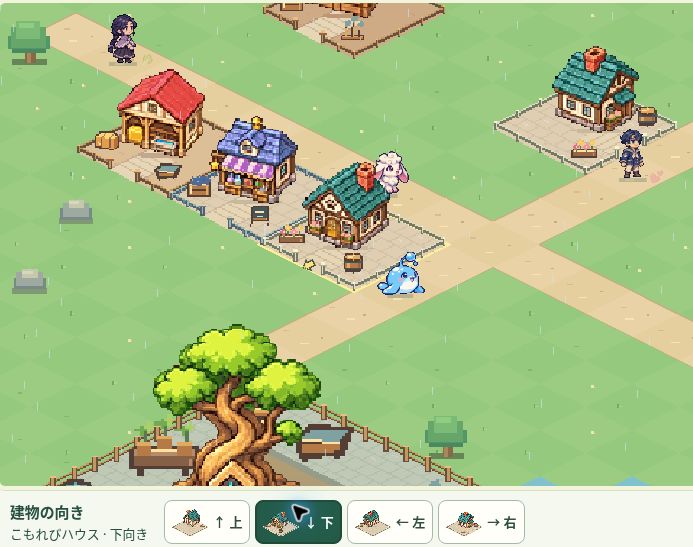 建物の向き
こもれびハウス · 下向き
↑ 上
↓ 下
← 左
→ 右